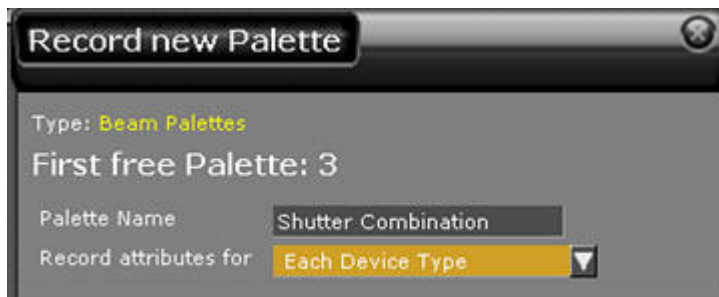 Record new Palette
Type: Beam Palettes
First free Palette: 3
Palette Name Shutter Combination
Record attributes for Each Device Type